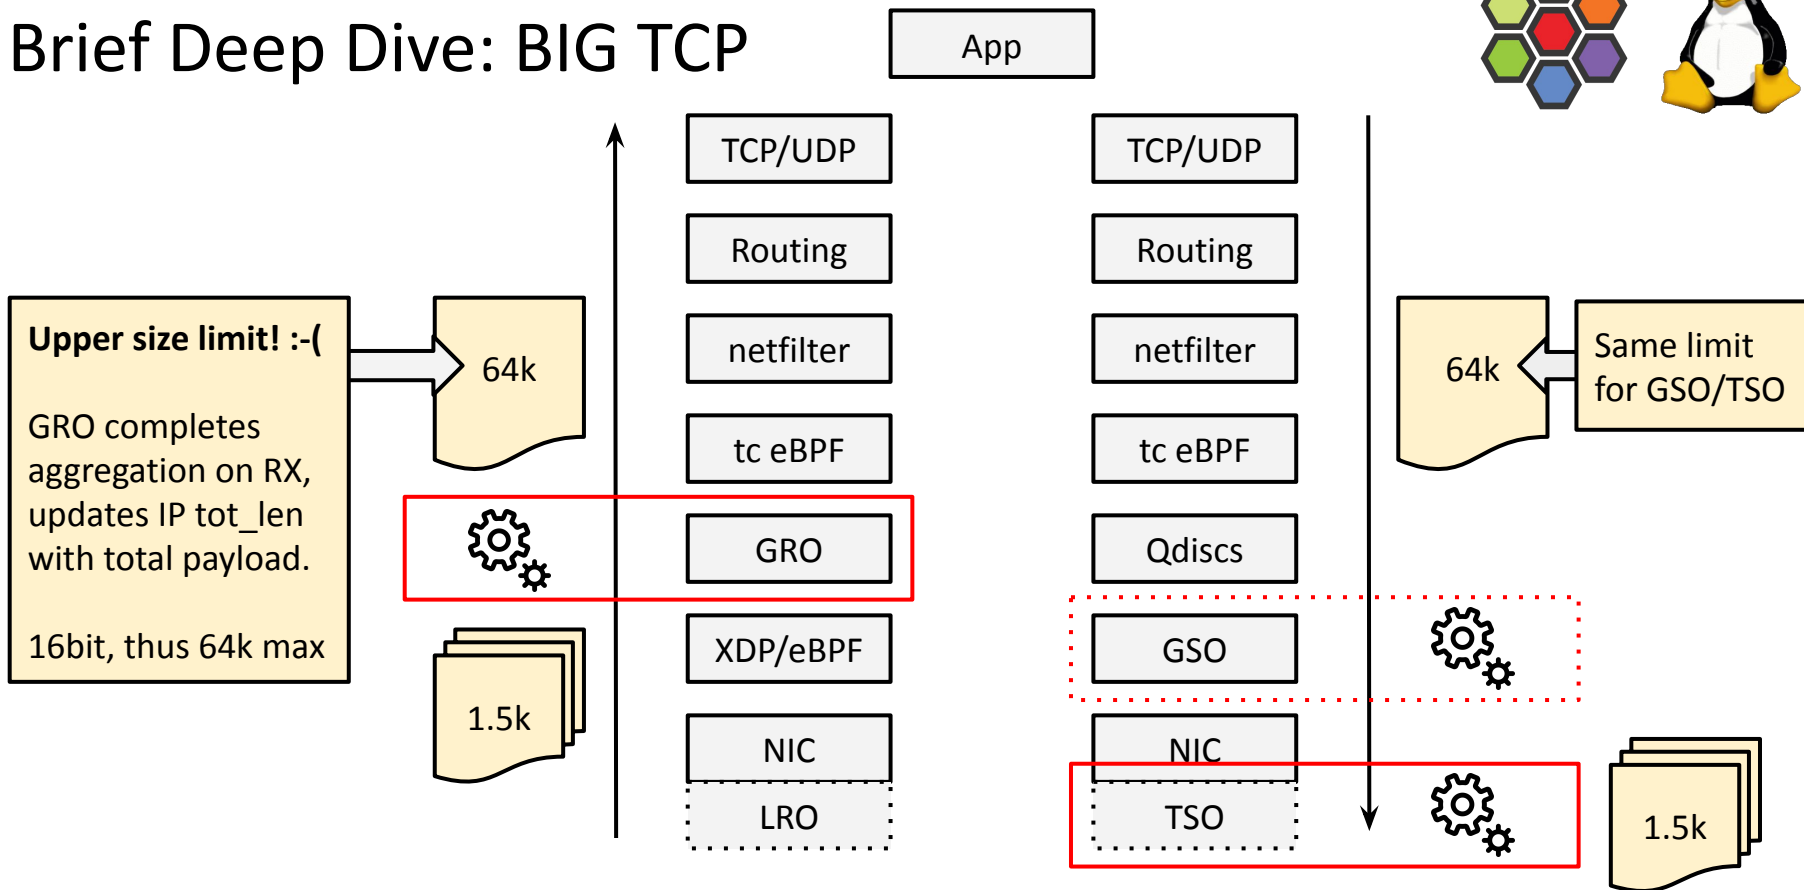 Brief Deep Dive: BIG TCP
App
Upper size limit! :-(
GRO completes
aggregation on RX,
updates IP tot_len
with total payload.
16bit, thus 64k max
64k
1.5k
TCP/UDP
Routing
netfilter
tc eBPF
GRO
XDP/eBPF
NIC
LRO
TCP/UDP
Routing
netfilter
tc eBPF
Qdiscs
GSO
NIC
TSO
64k
Same limit
for GSO/TSO
1.5k